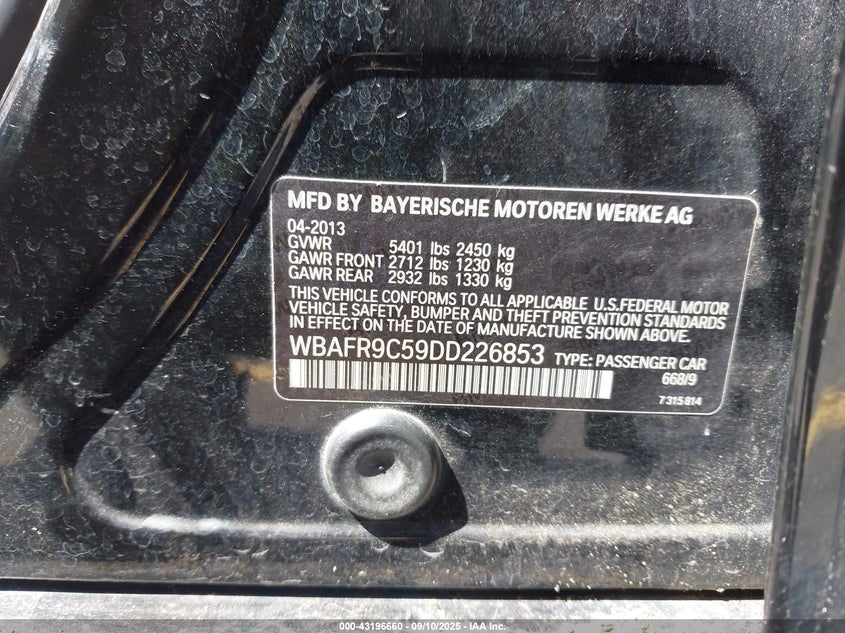 MFD BY BAYERISCHE MOTOREN WERKE AG
04-2013
GVWR 5401 lbs 2450 kg
GAWR FRONT 2712 lbs 1230 kg
GAWR REAR 2932 lbs 1330 kg
THIS VEHICLE CONFORMS TO ALL APPLICABLE U.S.FEDERAL MOTOR
VEHICLE SAFETY, BUMPER AND THEFT PREVENTION STANDARDS
IN EFFECT ON THE DATE OF MANUFACTURE SHOWN ABOVE.
WBAFR9C59DD226853 TYPE: PASSENGER CAR
668/9
7315814
000-43196660 - 09/10/2025 - IAA Inc.